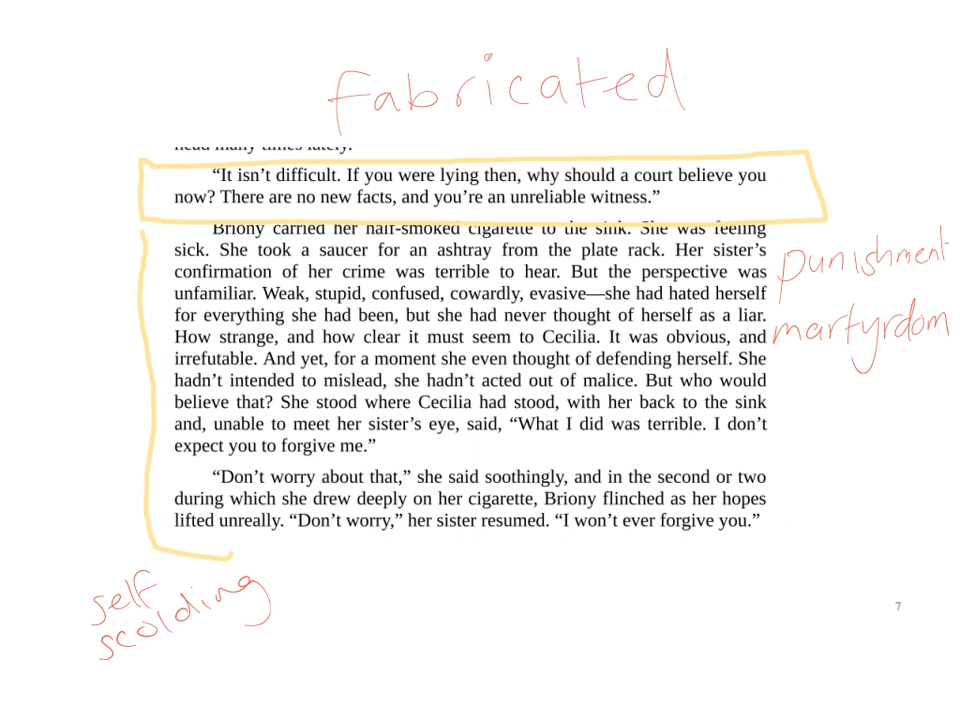 fabricated
head many times lately.
“It isn’t difficult. If you were lying then, why should a court believe you
now? There are no new facts, and you’re an unreliable witness.”
Briony carried her half-smoked cigarette to the sink. She was feeling
sick. She took a saucer for an ashtray from the plate rack. Her sister’s
confirmation of her crime was terrible to hear. But the perspective was
unfamiliar. Weak, stupid, confused, cowardly, evasive—she had hated herself
for everything she had been, but she had never thought of herself as a liar.
How strange, and how clear it must seem to Cecilia. It was obvious, and
irrefutable. And yet, for a moment she even thought of defending herself. She
hadn’t intended to mislead, she hadn’t acted out of malice. But who would
believe that? She stood where Cecilia had stood, with her back to the sink
and, unable to meet her sister’s eye, said, “What I did was terrible. I don’t
expect you to forgive me.”
“Don’t worry about that,” she said soothingly, and in the second or two
during which she drew deeply on her cigarette, Briony flinched as her hopes
lifted unreally. “Don’t worry,” her sister resumed. “I won’t ever forgive you.”
punishment
martyrdom
self
scolding
7